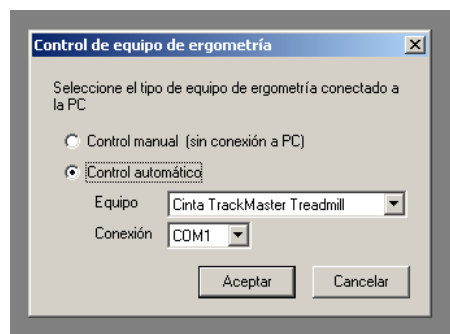 Control de equipo de ergometría
Seleccione el tipo de equipo de ergometría conectado a
la PC
Control manual (sin conexión a PC)
Control automático
Equipo Cinta TrackMaster Treadmill
Conexión COM1
Aceptar Cancelar